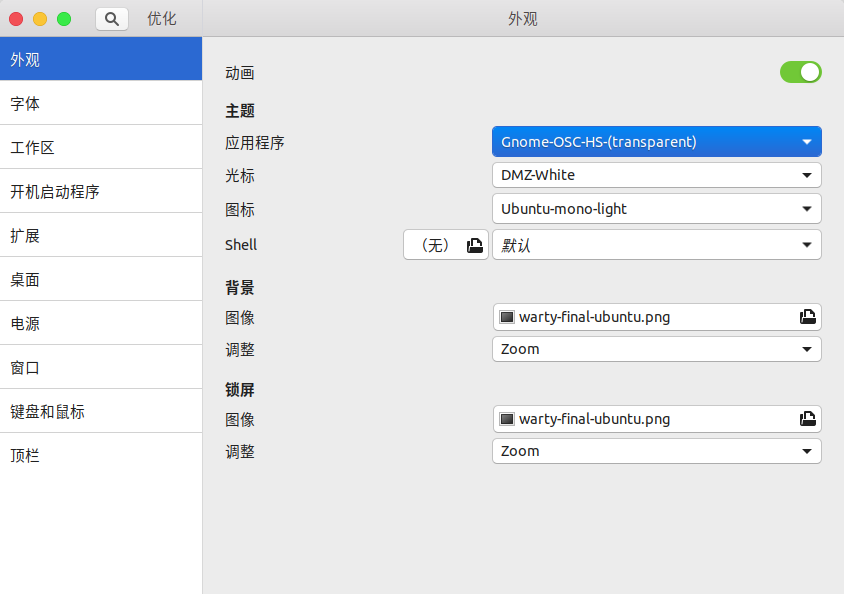 优化
外观
外观
字体
工作区
开机启动程序
扩展
桌面
电源
窗口
键盘和鼠标
顶栏
动画
主题
应用程序 Gnome-OSC-HS-(transparent)
光标 DMZ-White
图标 Ubuntu-mono-light
Shell （无） 默认
背景
图像 warty-final-ubuntu.png
调整 Zoom
锁屏
图像 warty-final-ubuntu.png
调整 Zoom